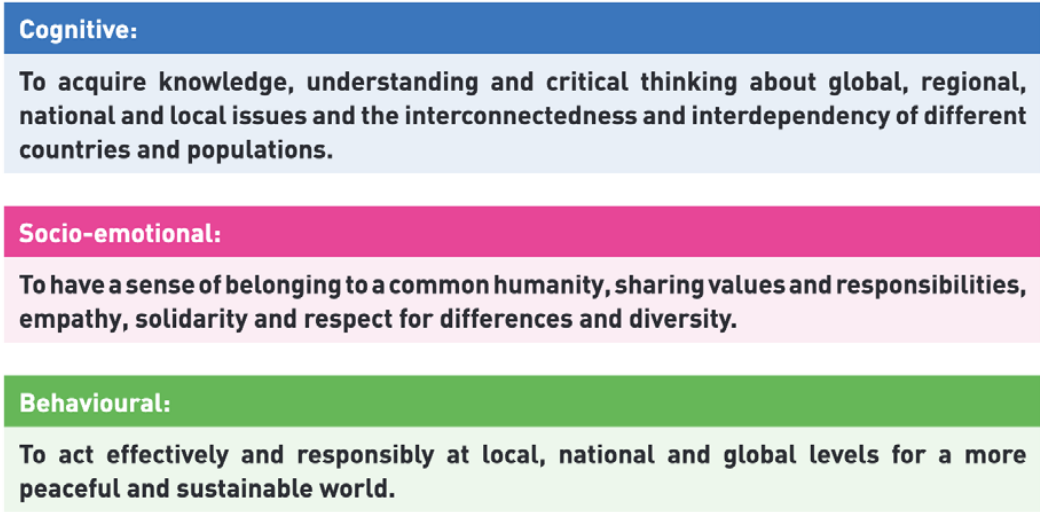 Cognitive:
To acquire knowledge, understanding and critical thinking about global, regional,
national and local issues and the interconnectedness and interdependency of different
countries and populations.
Socio-emotional:
To have a sense of belonging to a common humanity, sharing values and responsibilities,
empathy, solidarity and respect for differences and diversity.
Behavioural:
To act effectively and responsibly at local, national and global levels for a more
peaceful and sustainable world.